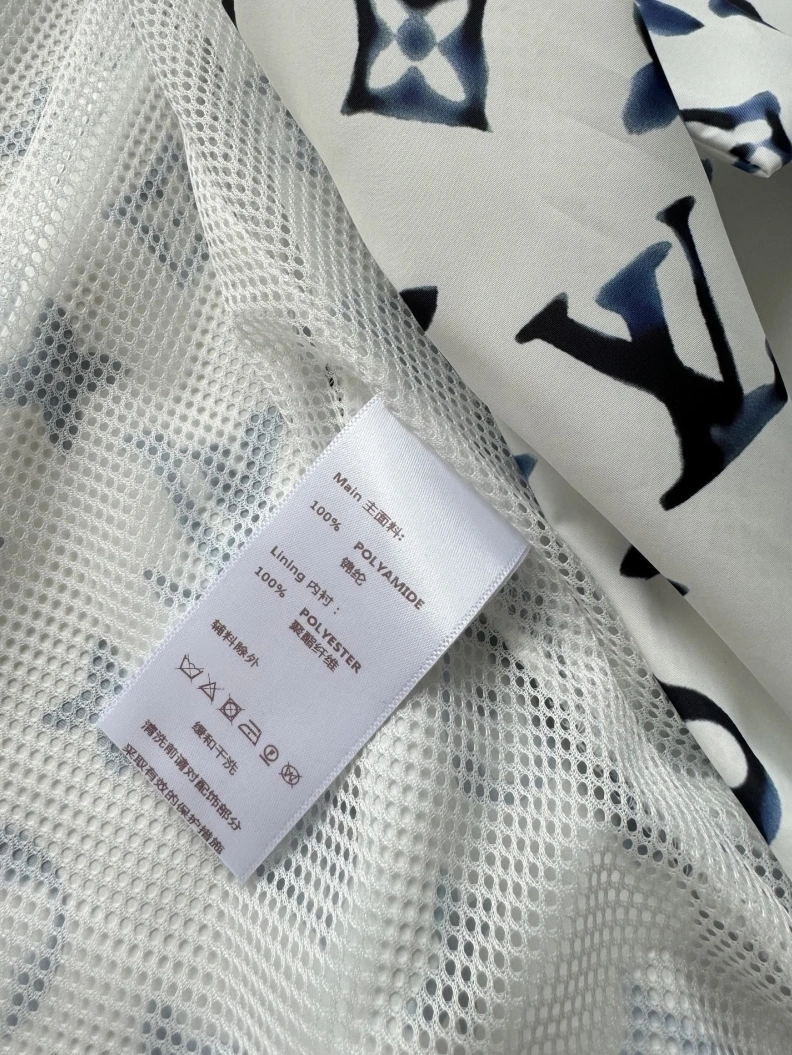 Main 主面料:
100% POLYAMIDE
锦纶
Lining 内衬:
100% POLYESTER
聚酯纤维
辅料除外
缓和干洗
清洗前请对配饰部分
采取有效的保护措施